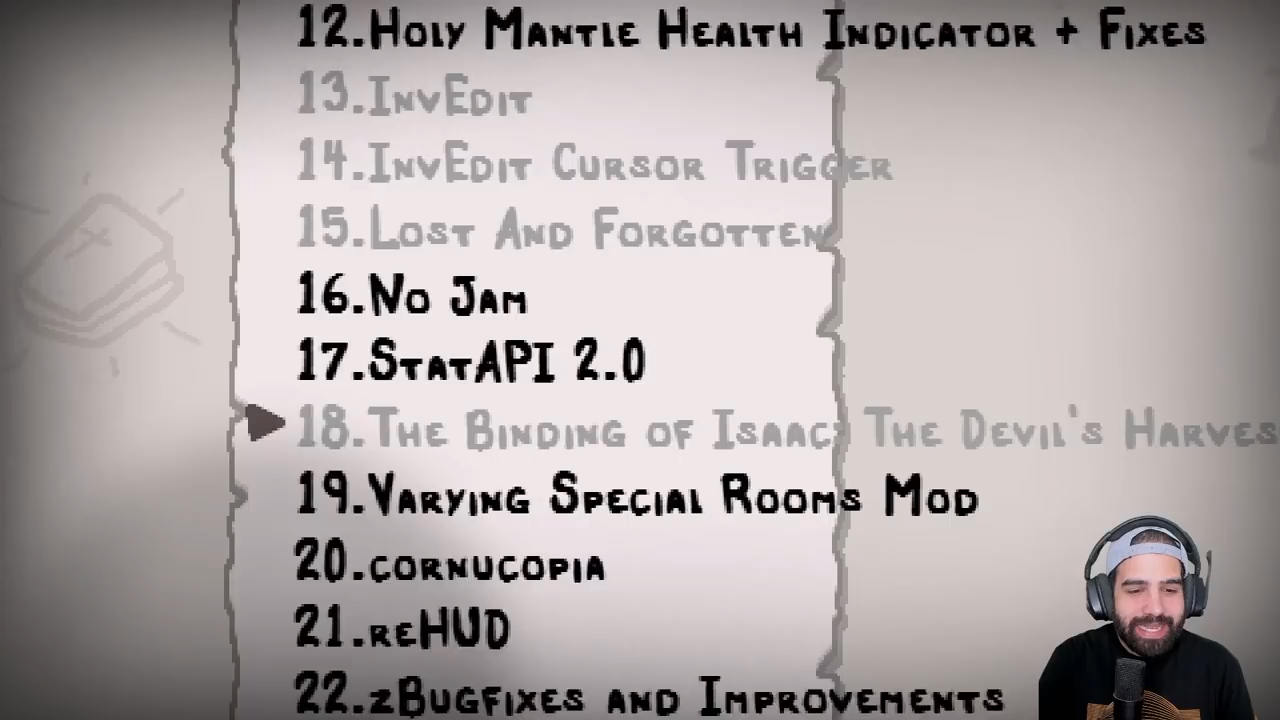 12.Holy Mantle Health Indicator + Fixes
13.InvEdit
14.InvEdit Cursor Trigger
15.Lost And Forgotten
16.No Jam
17.StatAPI 2.0
18.The Binding of Isaac: The Devil's Harves
19.Varying Special Rooms Mod
20.cornucopia
21.reHUD
22.zBugfixes and Improvements